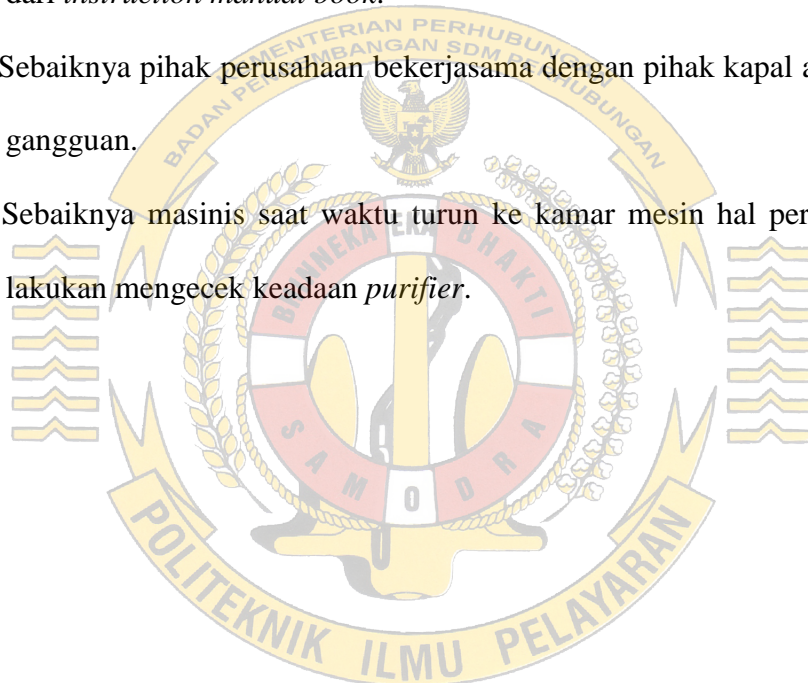 dari instruction manual book.
KEMENTERIAN PERHUBUNGAN
BADAN PENGEMBANGAN SDM PERHUBUNGAN
Sebaiknya pihak perusahaan bekerjasama dengan pihak kapal a
gangguan.
Sebaiknya masinis saat waktu turun ke kamar mesin hal per
lakukan mengecek keadaan purifier.
BHINNEKA EKA BHAKTI
SAMODRA
POLITEKNIK ILMU PELAYARAN